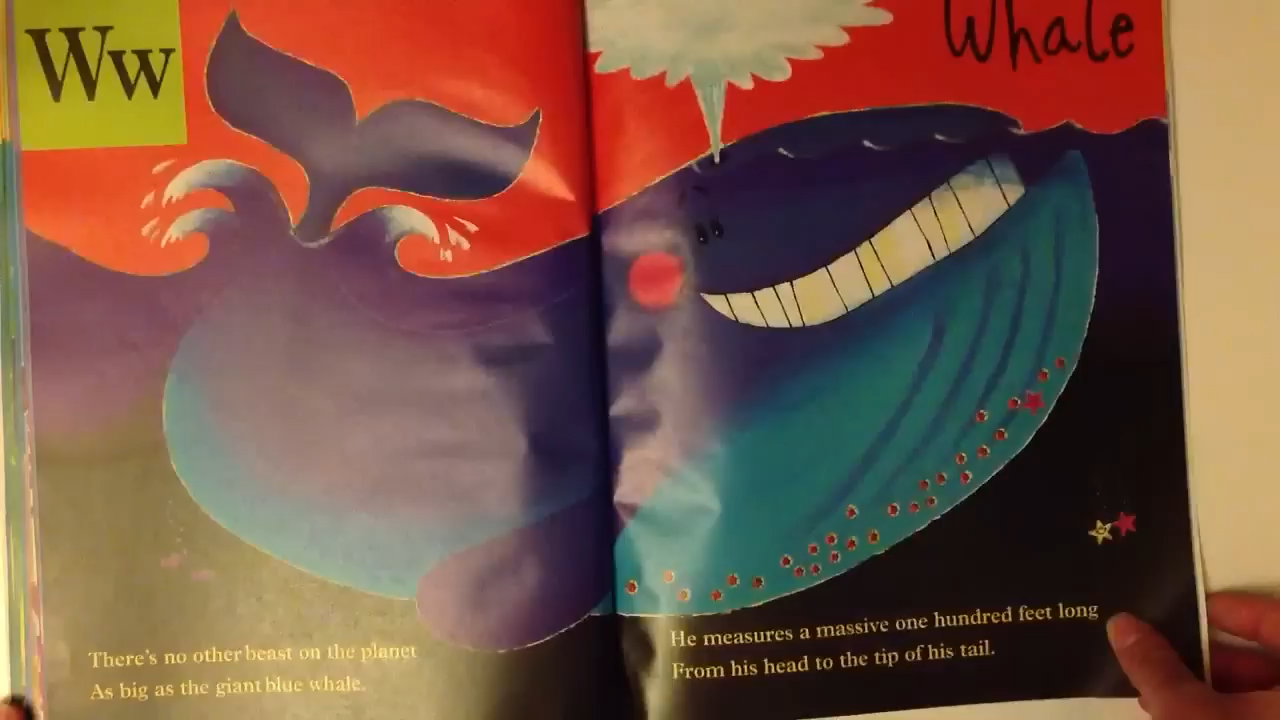 Ww
Whale
There's no other beast on the planet
As big as the giant blue whale.
He measures a massive one hundred feet long
From his head to the tip of his tail.